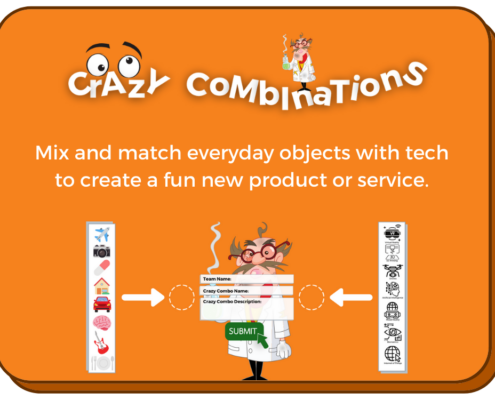 CrAzY CoMbInaTionS
Mix and match everyday objects with tech
to create a fun new product or service.
Team Name:
Crazy Combo Name:
Crazy Combo Description:
SUBMIT